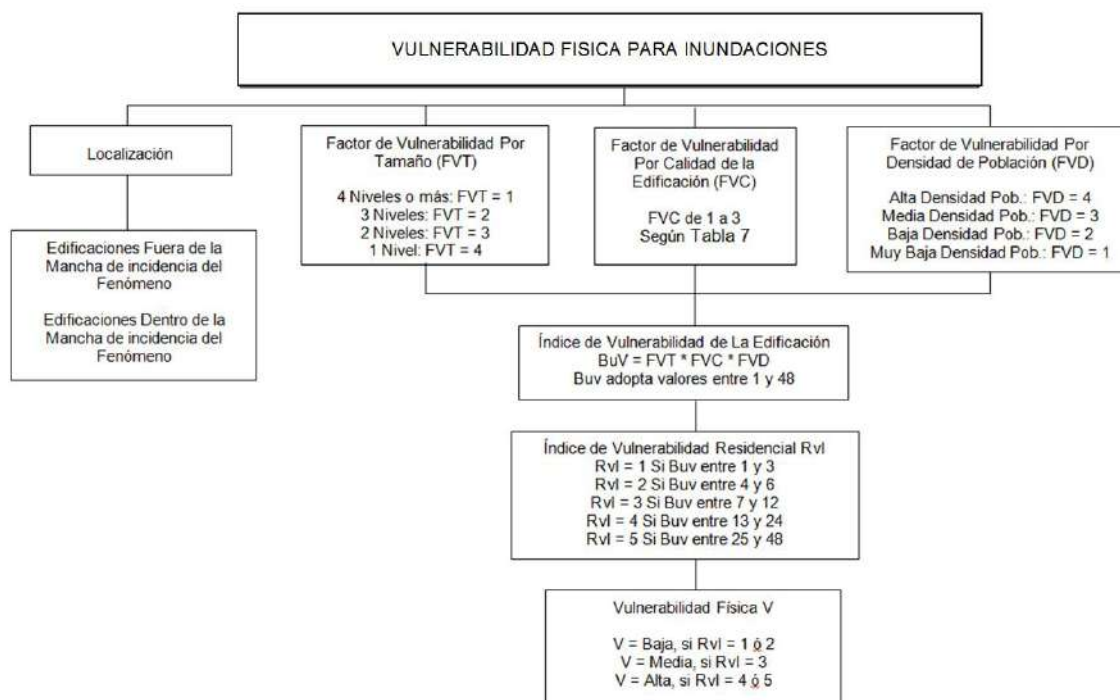 VULNERABILIDAD FISICA PARA INUNDACIONES
Localización
Edificaciones Fuera de la
Mancha de incidencia del
Fenómeno
Edificaciones Dentro de la
Mancha de incidencia del
Fenómeno
Factor de Vulnerabilidad Por
Tamaño (FVT)
4 Niveles o más: FVT = 1
3 Niveles: FVT = 2
2 Niveles: FVT = 3
1 Nivel: FVT = 4
Factor de Vulnerabilidad
Por Calidad de la
Edificación (FVC)
FVC de 1 a 3
Según Tabla 7
Factor de Vulnerabilidad Por
Densidad de Población (FVD)
Alta Densidad Pob.: FVD = 4
Media Densidad Pob.: FVD = 3
Baja Densidad Pob.: FVD = 2
Muy Baja Densidad Pob.: FVD = 1
Índice de Vulnerabilidad de La Edificación
BuV = FVT * FVC * FVD
Buv adopta valores entre 1 y 48
Índice de Vulnerabilidad Residencial Rvl
Rvl = 1 Si Buv entre 1 y 3
Rvl = 2 Si Buv entre 4 y 6
Rvl = 3 Si Buv entre 7 y 12
Rvl = 4 Si Buv entre 13 y 24
Rvl = 5 Si Buv entre 25 y 48
Vulnerabilidad Física V
V = Baja, si Rvl = 1 ó 2
V = Media, si Rvl = 3
V = Alta, si Rvl = 4 ó 5